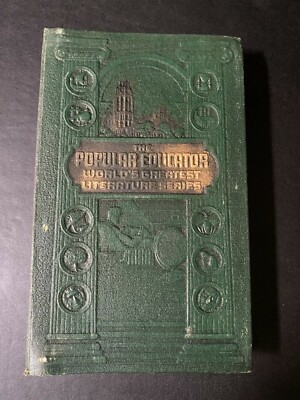 THE
POPULAR EDUCATOR
WORLD'S GREATEST
LITERATURE SERIES